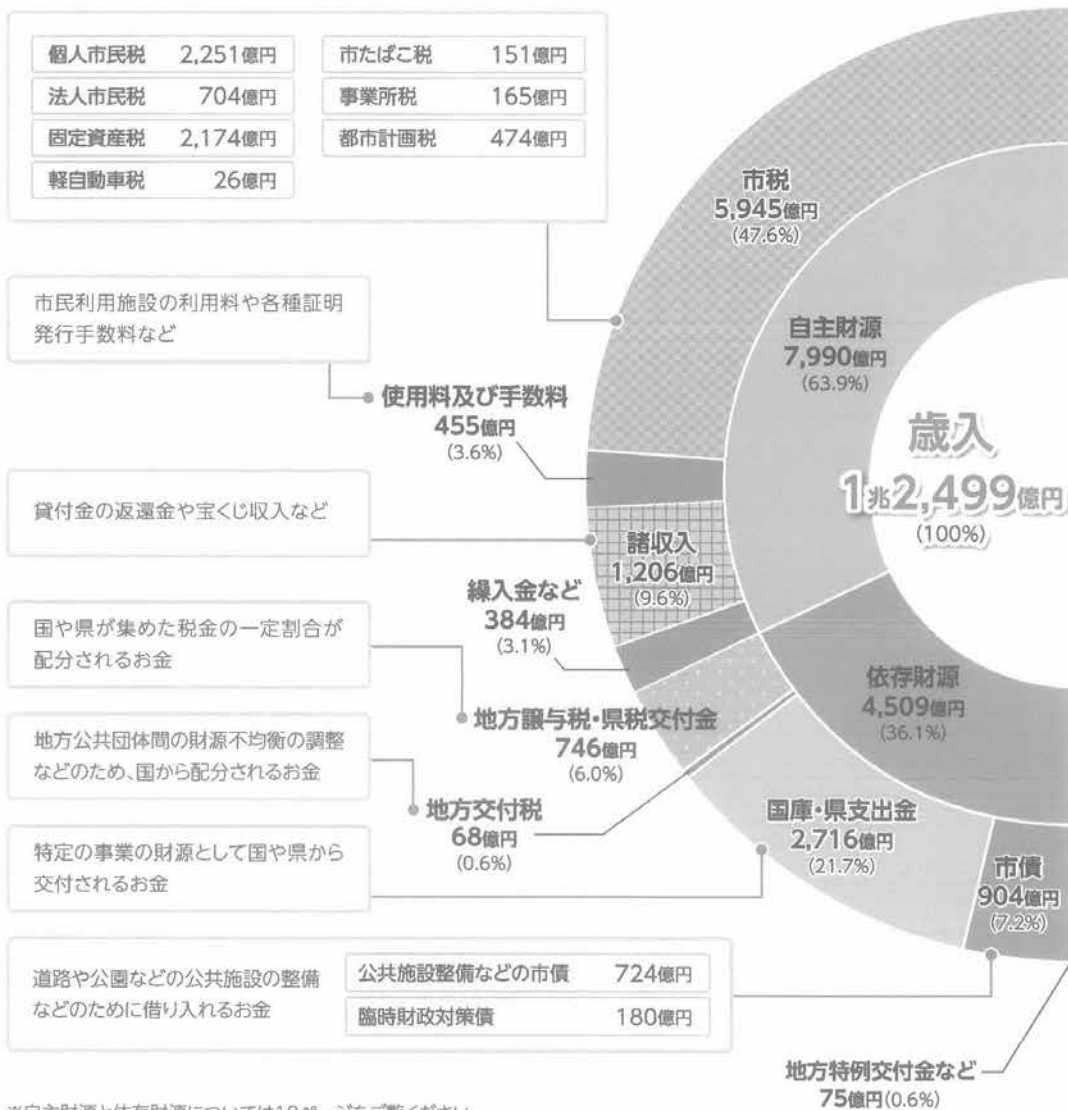 個人市民税 2,251億円
法人市民税 704億円
固定資産税 2,174億円
軽自動車税 26億円
市たばこ税 151億円
事業所税 165億円
都市計画税 474億円
市税
5,945億円
(47.6%)
市民利用施設の利用料や各種証明
発行手数料など
使用料及び手数料
455億円
(3.6%)
自主財源
7,990億円
(63.9%)
歳入
1兆2,499億円
(100%)
貸付金の返還金や宝くじ収入など
諸収入
1,206億円
(9.6%)
繰入金など
384億円
(3.1%)
国や県が集めた税金の一定割合が
配分されるお金
地方譲与税・県税交付金
746億円
(6.0%)
依存財源
4,509億円
(36.1%)
地方公共団体間の財源不均衡の調整
などのため、国から配分されるお金
地方交付税
68億円
(0.6%)
国庫・県支出金
2,716億円
(21.7%)
特定の事業の財源として国や県から
交付されるお金
市債
904億円
(7.2%)
道路や公園などの公共施設の整備
などのために借り入れるお金
公共施設整備などの市債 724億円
臨時財政対策債 180億円
地方特例交付金など
75億円(0.6%)